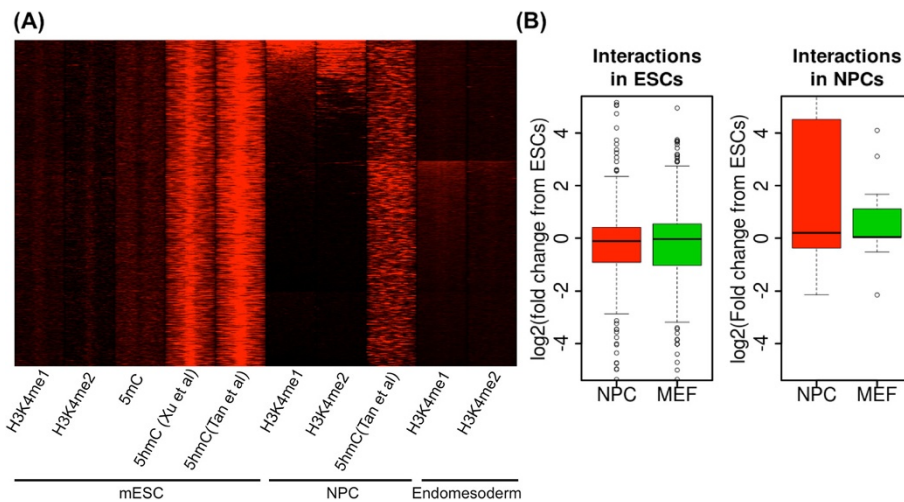 (A)
H3K4me1
H3K4me2
5mC
5hmC (Xu et al)
5hmC(Tan et al)
H3K4me1
H3K4me2
5hmC(Tan et al)
H3K4me1
H3K4me2
mESC
NPC
Endomesoderm
(B)
Interactions
in ESCs
log2(fold change from ESCs)
4
2
0
-2
-4
NPC
MEF
Interactions
in NPCs
log2(Fold change from ESCs)
4
2
0
-2
-4
NPC
MEF